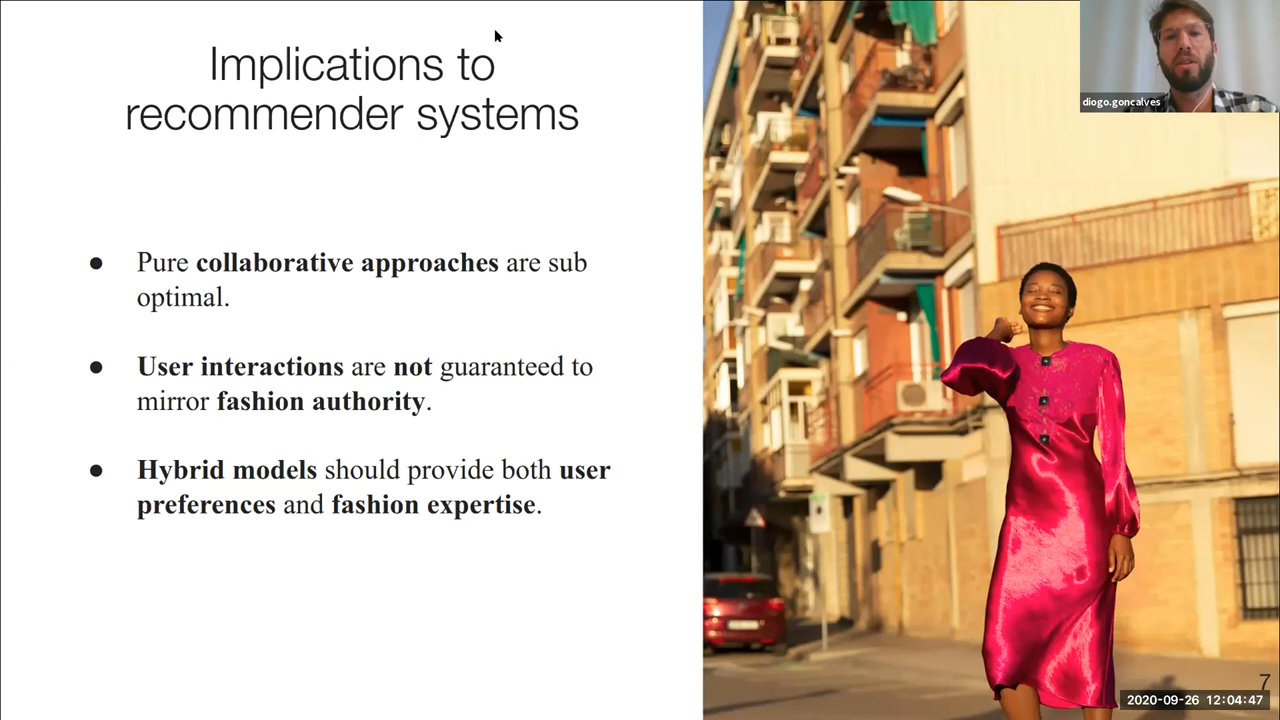 Implications to
recommender systems
● Pure collaborative approaches are sub
optimal.
● User interactions are not guaranteed to
mirror fashion authority.
● Hybrid models should provide both user
preferences and fashion expertise.
diogo.goncalves
7
2020-09-26 12:04:47